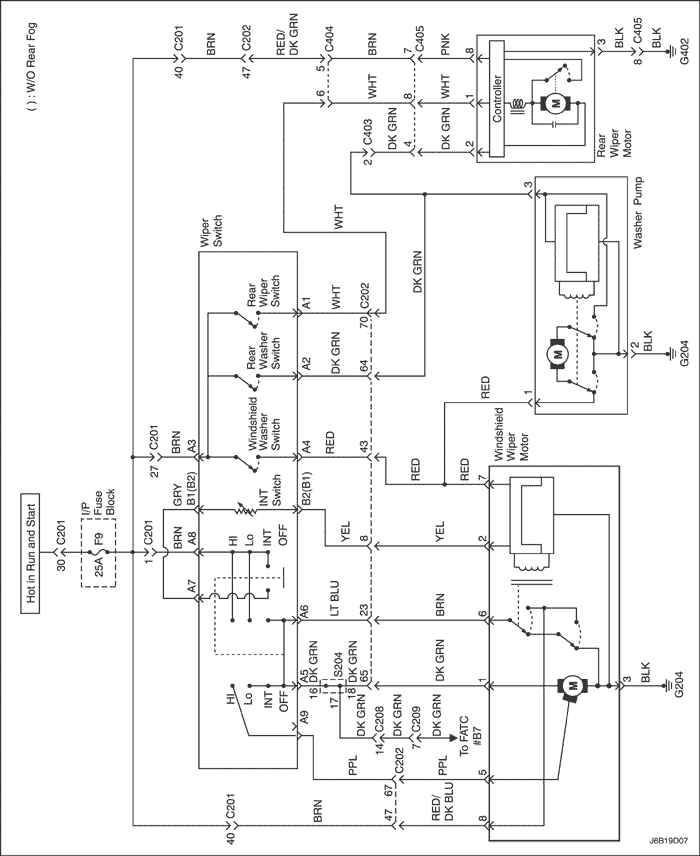 ( ) : W/O Rear Fog
Hot in Run and Start
30
C201
I/P
Fuse
Block
25A
F9
1
C201
BRN
27
C201
BRN
40
C201
BRN
47
C202
RED/
DK GRN
5
C404
BRN
7
C405
PNK
8
6
WHT
8
WHT
1
2
C403
DK GRN
4
DK GRN
2
Controller
M
Rear
Wiper
Motor
3
BLK
8
C405
BLK
G402
WHT
DK GRN
Wiper
Switch
Rear
Wiper
Switch
Rear
Washer
Switch
Windshield
Washer
Switch
INT
Switch
A3
B1(B2)
GRY
A8
A7
HI
Lo
INT
OFF
HI
Lo
INT
OFF
A1
WHT
70
C202
A2
DK GRN
64
A4
RED
43
B2(B1)
YEL
8
A6
LT BLU
23
A5
DK GRN
16
S204
17
18
DK GRN
65
A9
PPL
67
C202
PPL
5
DK GRN
14
C208
DK GRN
7
C209
DK GRN
To FATC
#B7
40
C201
BRN
47
RED/
DK BLU
8
RED
RED
RED
YEL
BRN
DK GRN
7
2
6
1
Windshield
Wiper
Motor
M
3
BLK
G204
3
1
M
Washer Pump
2
BLK
G204
J6B19D07